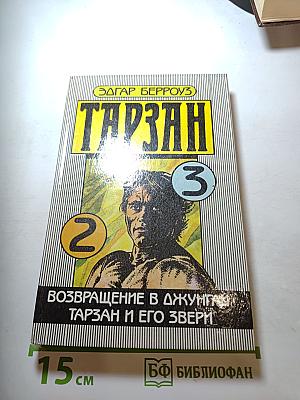 ЭДГАР БЕРРОУЗ
ТАРЗАН
3
2
ВОЗВРАЩЕНИЕ В ДЖУНГЛИ
ТАРЗАН И ЕГО ЗВЕРИ
15 см
БФ БИБЛИОФАН